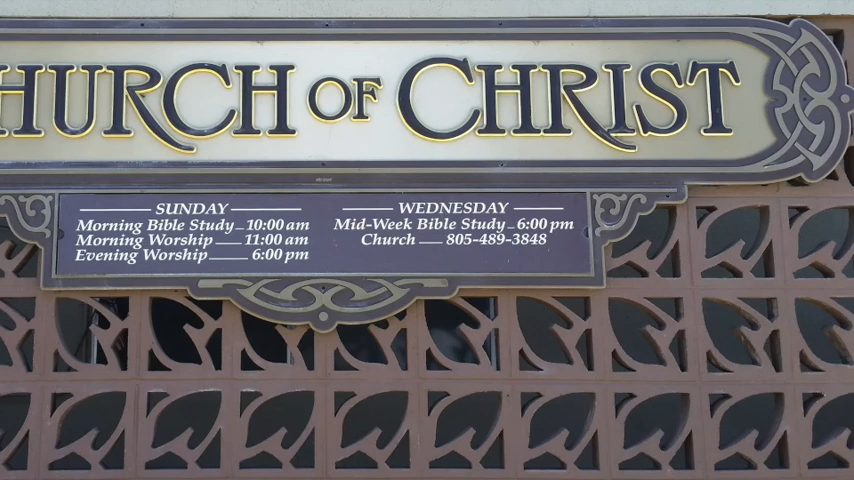 HURCH OF CHRIST
SUNDAY
Morning Bible Study 10:00 am
Morning Worship 11:00 am
Evening Worship 6:00 pm
WEDNESDAY
Mid-Week Bible Study 6:00 pm
Church 805-489-3848